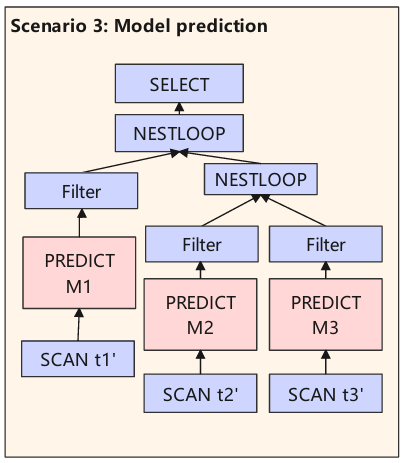 Scenario 3: Model prediction
SELECT
NESTLOOP
NESTLOOP
Filter
Filter
Filter
PREDICT
M1
PREDICT
M2
PREDICT
M3
SCAN t1'
SCAN t2'
SCAN t3'